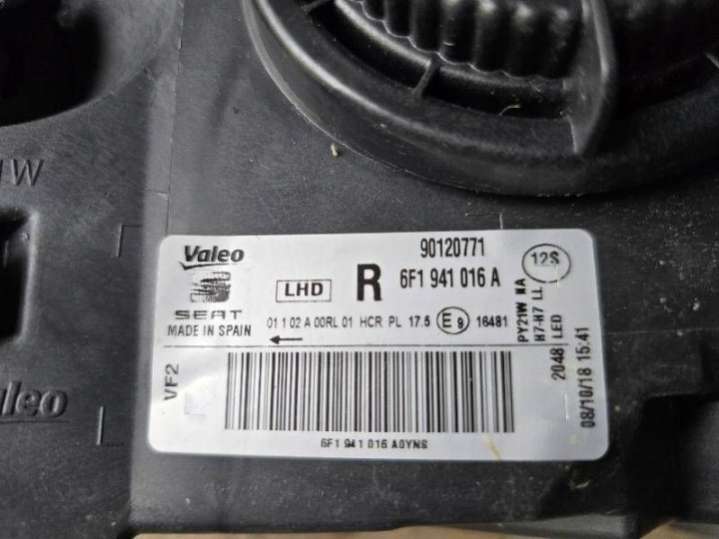 1W
Valeo
90120771
12S
LHD
R
6F1 941 016 A
SEAT
MADE IN SPAIN
01 1 02 A 00RL 01 HCR PL 17.5 E9 16481
PY21W NA
H7-H7 LL
2048 LED
08/10/18 15:41
VF2
6F1 941 016 A0YNS
aleo